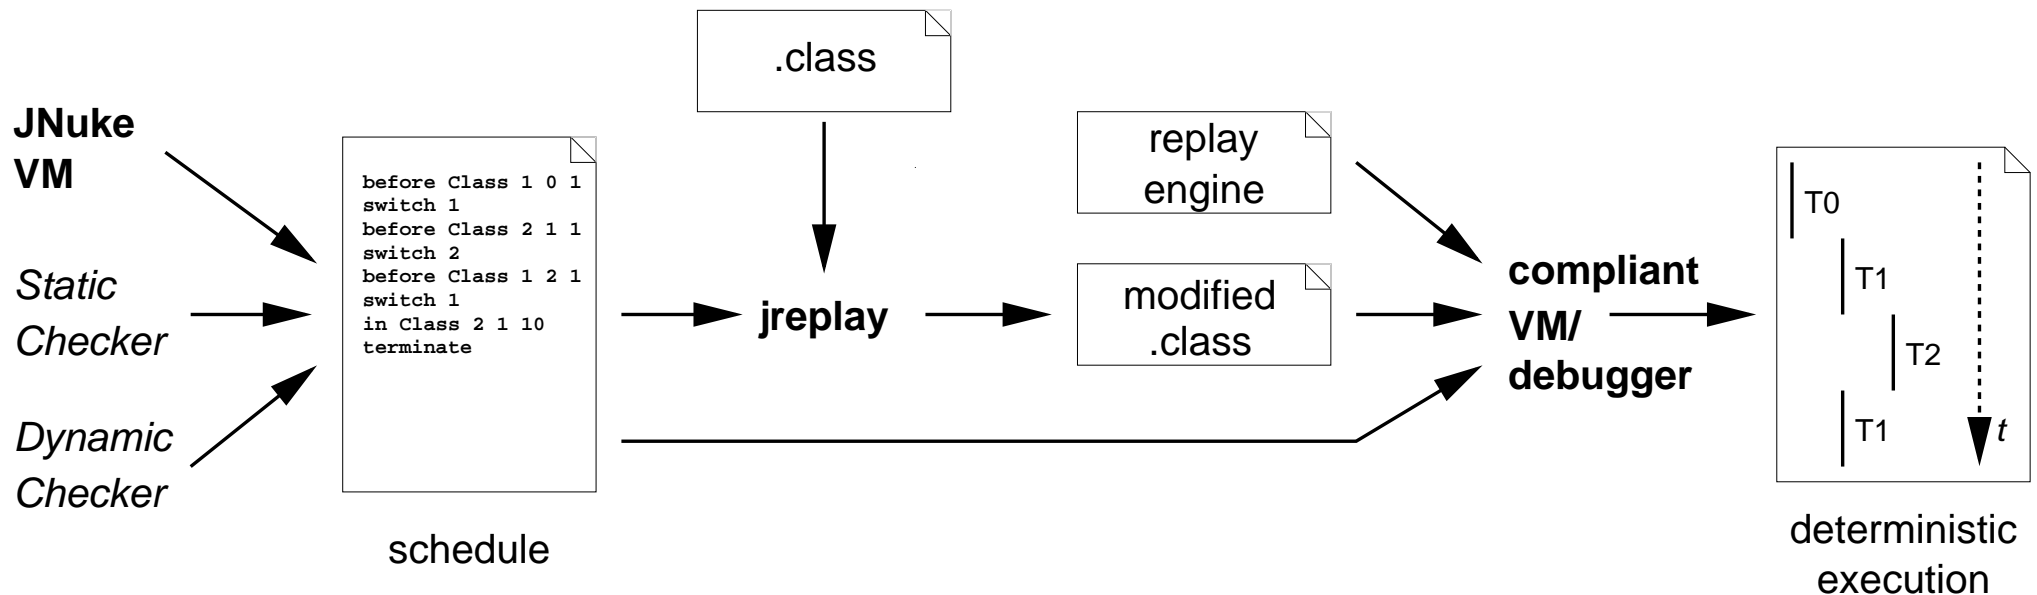 .class
JNuke
VM
Static
Checker
Dynamic
Checker
before Class 1 0 1
switch 1
before Class 2 1 1
switch 2
before Class 1 2 1
switch 1
in Class 2 1 10
terminate
schedule
jreplay
replay
engine
modified
.class
compliant
VM/
debugger
T0
T1
T2
T1
t
deterministic
execution